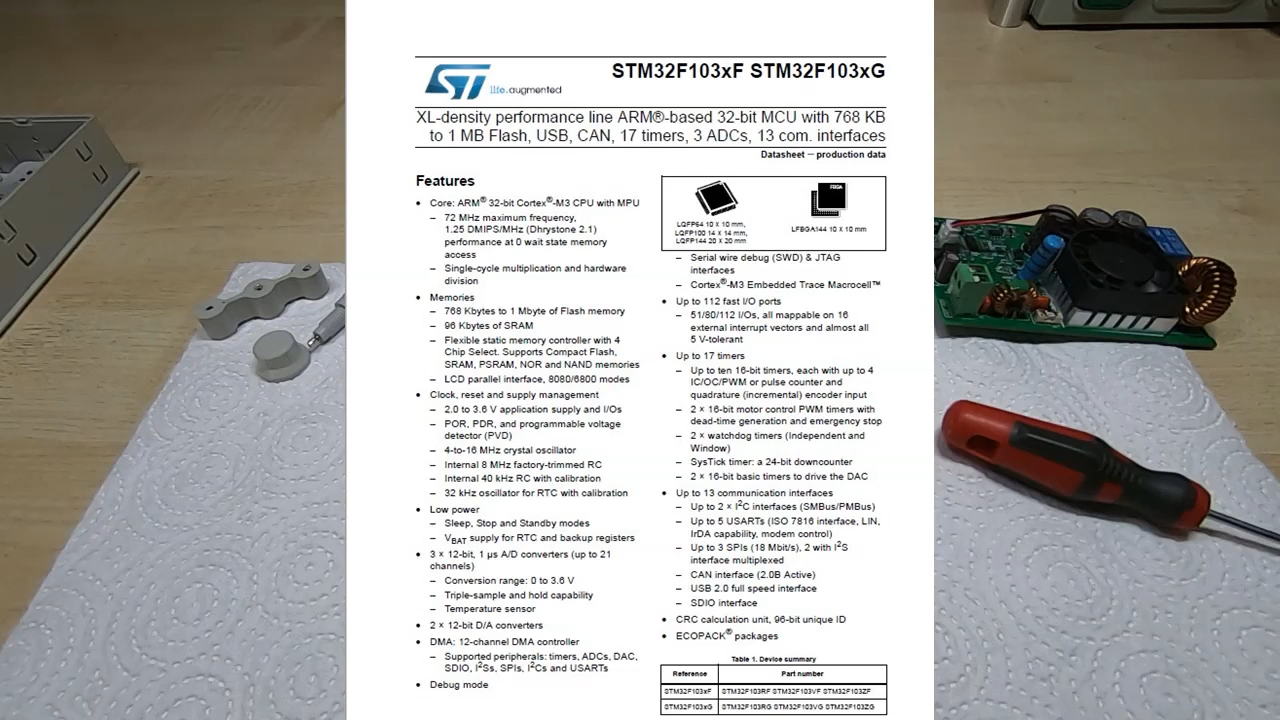 STM32F103xF STM32F103xG
life.augmented
XL-density performance line ARM®-based 32-bit MCU with 768 KB
to 1 MB Flash, USB, CAN, 17 timers, 3 ADCs, 13 com. interfaces
Datasheet − production data
Features
• Core: ARM® 32-bit Cortex®-M3 CPU with MPU
– 72 MHz maximum frequency,
1.25 DMIPS/MHz (Dhrystone 2.1)
performance at 0 wait state memory
access
– Single-cycle multiplication and hardware
division
• Memories
– 768 Kbytes to 1 Mbyte of Flash memory
– 96 Kbytes of SRAM
– Flexible static memory controller with 4
Chip Select. Supports Compact Flash,
SRAM, PSRAM, NOR and NAND memories
– LCD parallel interface, 8080/6800 modes
• Clock, reset and supply management
– 2.0 to 3.6 V application supply and I/Os
– POR, PDR, and programmable voltage
detector (PVD)
– 4-to-16 MHz crystal oscillator
– Internal 8 MHz factory-trimmed RC
– Internal 40 kHz RC with calibration
– 32 kHz oscillator for RTC with calibration
• Low power
– Sleep, Stop and Standby modes
– VBAT supply for RTC and backup registers
• 3 × 12-bit, 1 µs A/D converters (up to 21
channels)
– Conversion range: 0 to 3.6 V
– Triple-sample and hold capability
– Temperature sensor
• 2 × 12-bit D/A converters
• DMA: 12-channel DMA controller
– Supported peripherals: timers, ADCs, DAC,
SDIO, I2Ss, SPIs, I2Cs and USARTs
• Debug mode
FBGA
LQFP64 10 x 10 mm,
LQFP100 14 x 14 mm,
LQFP144 20 x 20 mm
LFBGA144 10 x 10 mm
– Serial wire debug (SWD) & JTAG
interfaces
– Cortex®-M3 Embedded Trace Macrocell™
• Up to 112 fast I/O ports
– 51/80/112 I/Os, all mappable on 16
external interrupt vectors and almost all
5 V-tolerant
• Up to 17 timers
– Up to ten 16-bit timers, each with up to 4
IC/OC/PWM or pulse counter and
quadrature (incremental) encoder input
– 2 × 16-bit motor control PWM timers with
dead-time generation and emergency stop
– 2 × watchdog timers (Independent and
Window)
– SysTick timer: a 24-bit downcounter
– 2 × 16-bit basic timers to drive the DAC
• Up to 13 communication interfaces
– Up to 2 × I2C interfaces (SMBus/PMBus)
– Up to 5 USARTs (ISO 7816 interface, LIN,
IrDA capability, modem control)
– Up to 3 SPIs (18 Mbit/s), 2 with I2S
interface multiplexed
– CAN interface (2.0B Active)
– USB 2.0 full speed interface
– SDIO interface
• CRC calculation unit, 96-bit unique ID
• ECOPACK® packages
Table 1. Device summary
Reference Part number
STM32F103xF STM32F103RF STM32F103VF STM32F103ZF
STM32F103xG STM32F103RG STM32F103VG STM32F103ZG